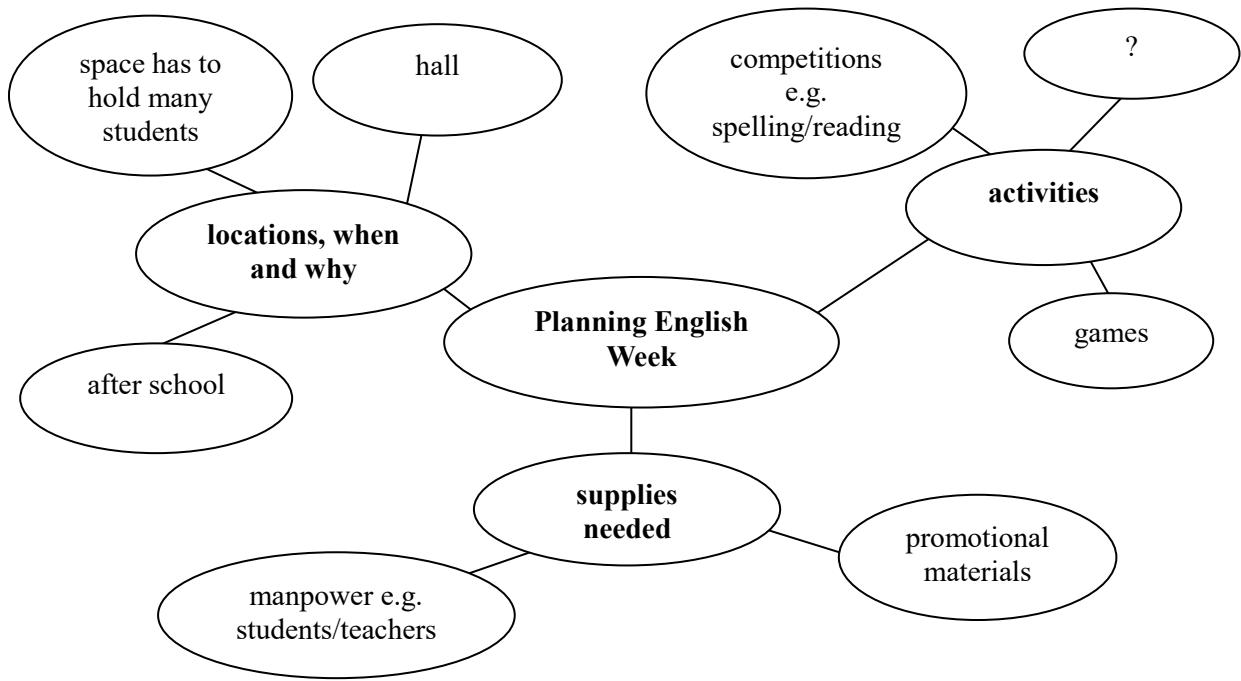 space has to
hold many
students
hall
competitions
e.g.
spelling/reading
?
locations, when
and why
activities
Planning English
Week
games
after school
supplies
needed
promotional
materials
manpower e.g.
students/teachers